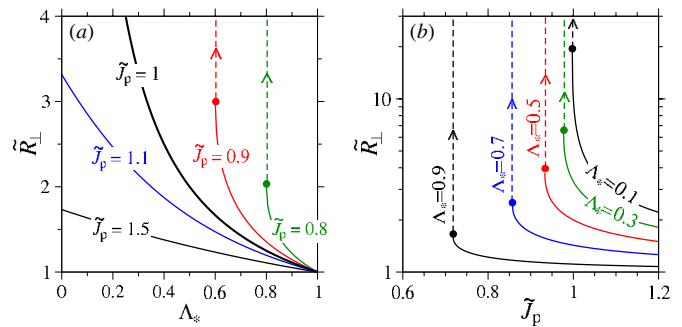 (a)
J̃ₚ = 1
J̃ₚ = 1.1
J̃ₚ = 0.9
J̃ₚ = 1.5
J̃ₚ = 0.8
R̃⊥
4
3
2
1
0 0.2 0.4 0.6 0.8 1
Λ*
(b)
Λ*=0.9
Λ*=0.7
Λ*=0.5
Λ*=0.1
Λ*=0.3
R̃⊥
10
1
0.6 0.8 1 1.2
J̃ₚ